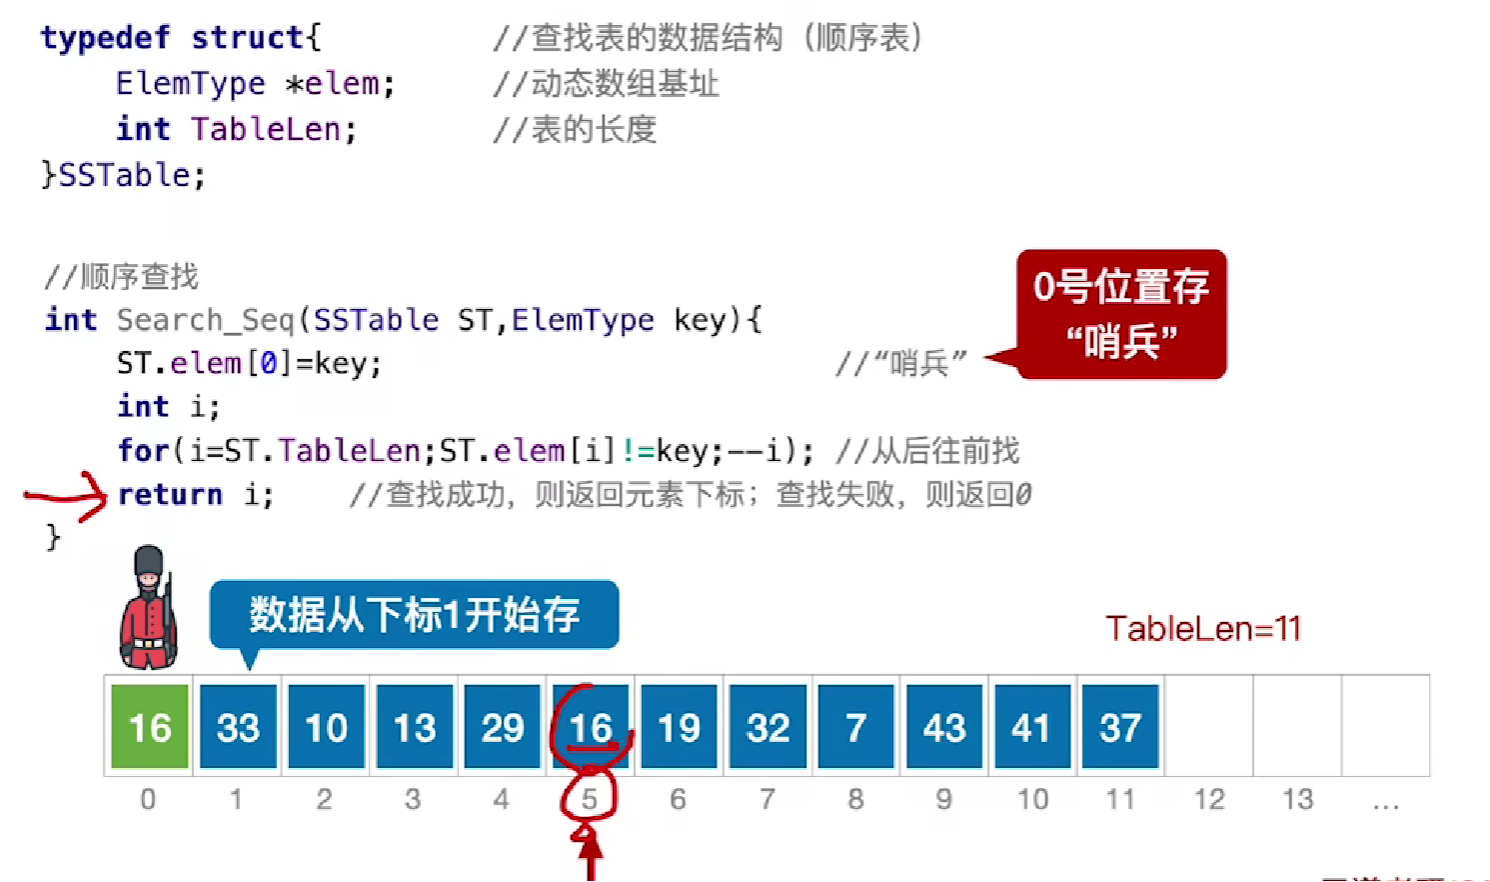 typedef struct{ //查找表的数据结构（顺序表）
ElemType *elem; //动态数组基址
int TableLen; //表的长度
}SSTable;
//顺序查找
int Search_Seq(SSTable ST,ElemType key){
ST.elem[0]=key; //“哨兵”
int i;
for(i=ST.TableLen;ST.elem[i]!=key;--i); //从后往前找
return i; //查找成功，则返回元素下标；查找失败，则返回0
}
0号位置存
“哨兵”
数据从下标1开始存
TableLen=11
16 33 10 13 29 16 19 32 7 43 41 37
0 1 2 3 4 5 6 7 8 9 10 11 12 13 ...